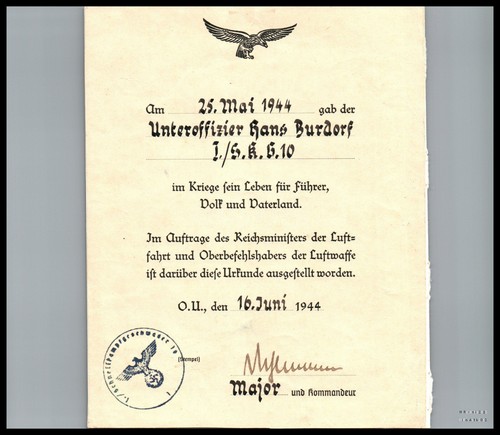 Am 25. Mai 1944 gab der
Unteroffizier Hans Burdorf
I./S.K.G.10
im Kriege sein Leben für Führer,
Volk und Vaterland.
Im Auftrage des Reichsministers der Luft=
fahrt und Oberbefehlshabers der Luftwaffe
ist darüber diese Urkunde ausgestellt worden.
O.U., den 16. Juni 1944
(Stempel)
Major und Kommandeur